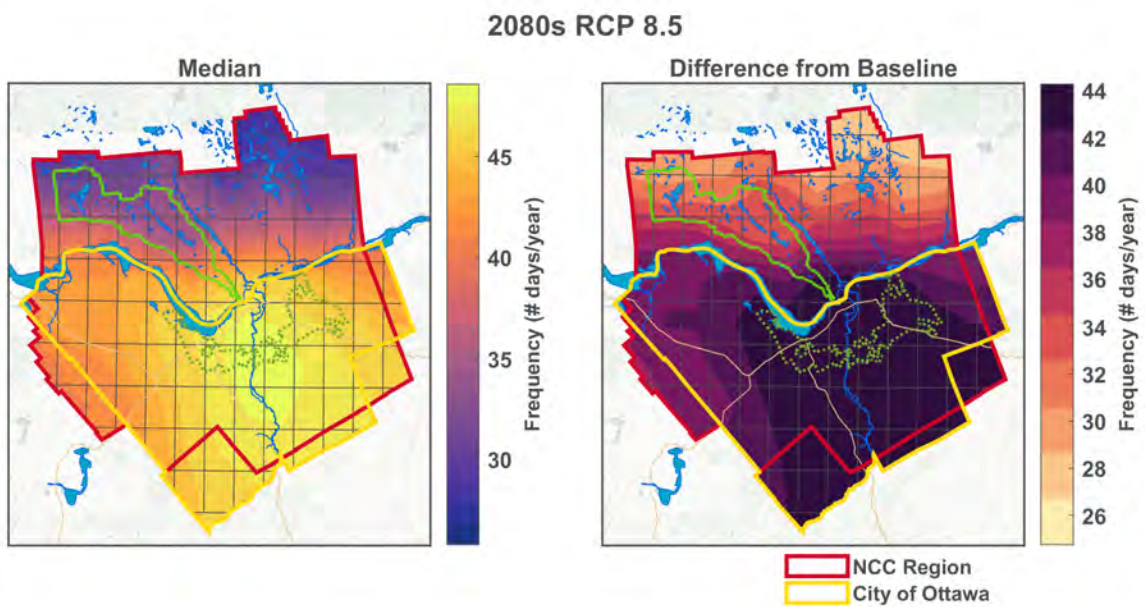 2080s RCP 8.5
Median
45
40
35
30
Frequency (# days/year)
Difference from Baseline
44
42
40
38
36
34
32
30
28
26
Frequency (# days/year)
NCC Region
City of Ottawa